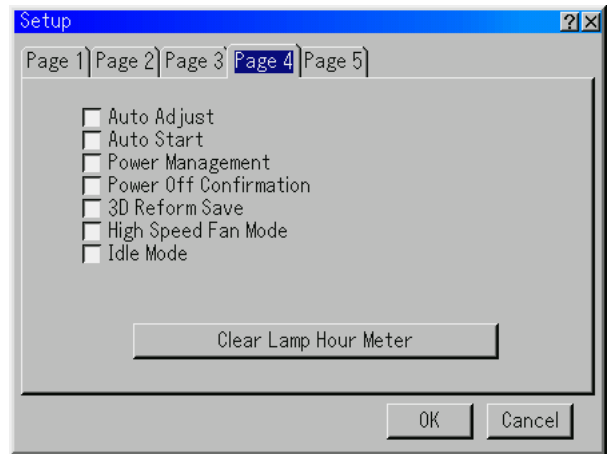 Setup ? X
Page 1 Page 2 Page 3 Page 4 Page 5
Auto Adjust
Auto Start
Power Management
Power Off Confirmation
3D Reform Save
High Speed Fan Mode
Idle Mode
Clear Lamp Hour Meter
OK Cancel